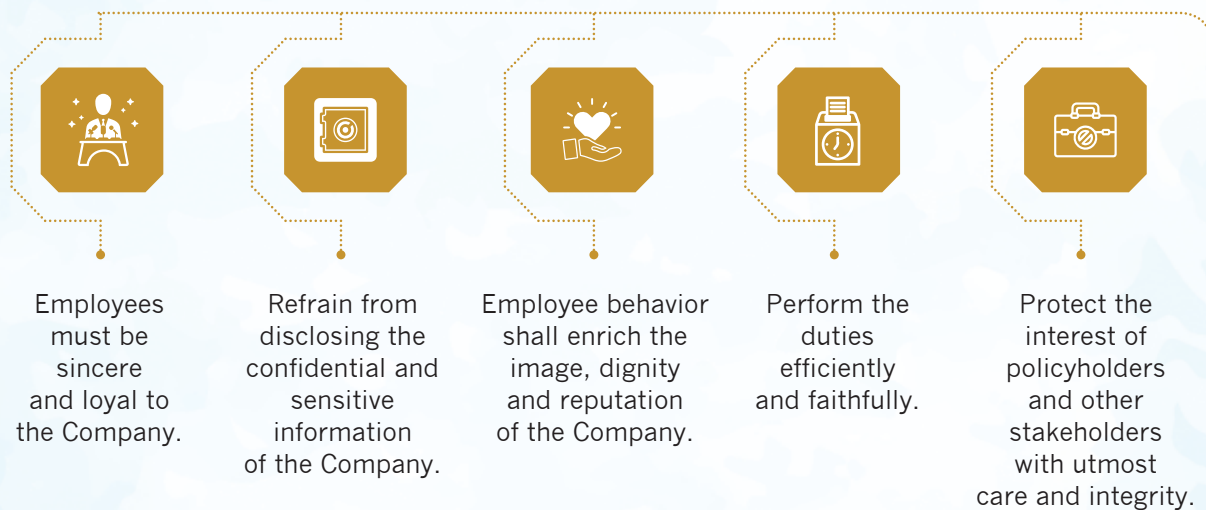 Employees
must be
sincere
and loyal to
the Company.
Refrain from
disclosing the
confidential and
sensitive
information
of the Company.
Employee behavior
shall enrich the
image, dignity
and reputation
of the Company.
Perform the
duties
efficiently
and faithfully.
Protect the
interest of
policyholders
and other
stakeholders
with utmost
care and integrity.